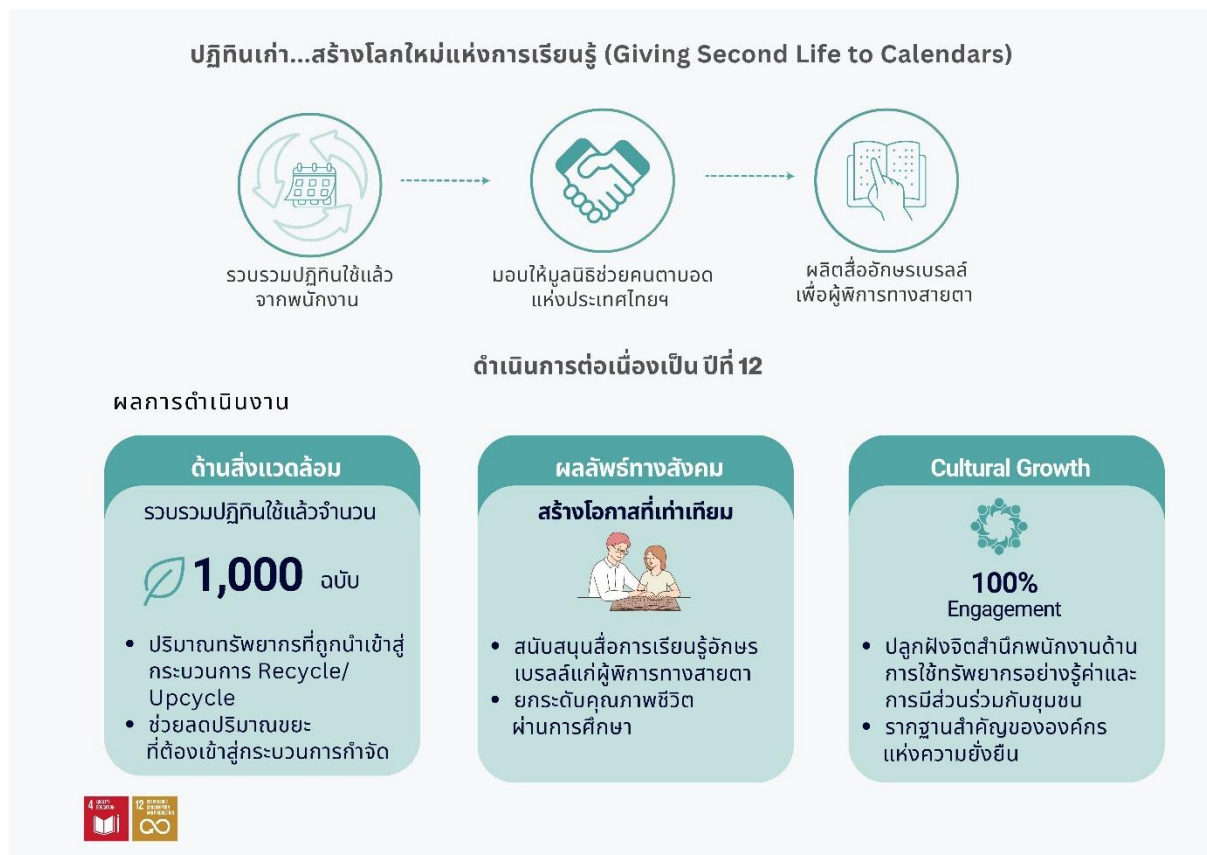 ปฏิทินเก่า...สร้างโลกใหม่แห่งการเรียนรู้ (Giving Second Life to Calendars)
รวบรวมปฏิทินใช้แล้ว
จากพนักงาน
มอบให้มูลนิธิช่วยคนตาบอด
แห่งประเทศไทยฯ
ผลิตสื่ออักษรเบรลล์
เพื่อผู้พิการทางสายตา
ดำเนินการต่อเนื่องเป็น ปีที่ 12
ผลการดำเนินงาน
ด้านสิ่งแวดล้อม
รวบรวมปฏิทินใช้แล้วจำนวน
1,000 ฉบับ
• ปริมาณทรัพยากรที่ถูกนำเข้าสู่
กระบวนการ Recycle/
Upcycle
• ช่วยลดปริมาณขยะ
ที่ต้องเข้าสู่กระบวนการกำจัด
ผลลัพธ์ทางสังคม
สร้างโอกาสที่เท่าเทียม
• สนับสนุนสื่อการเรียนรู้อักษร
เบรลล์แก่ผู้พิการทางสายตา
• ยกระดับคุณภาพชีวิต
ผ่านการศึกษา
Cultural Growth
100%
Engagement
• ปลูกฝังจิตสำนึกพนักงานด้าน
การใช้ทรัพยากรอย่างรู้ค่าและ
การมีส่วนร่วมกับชุมชน
• รากฐานสำคัญขององค์กร
แห่งความยั่งยืน
4 QUALITY
EDUCATION
12 RESPONSIBLE
CONSUMPTION
AND PRODUCTION